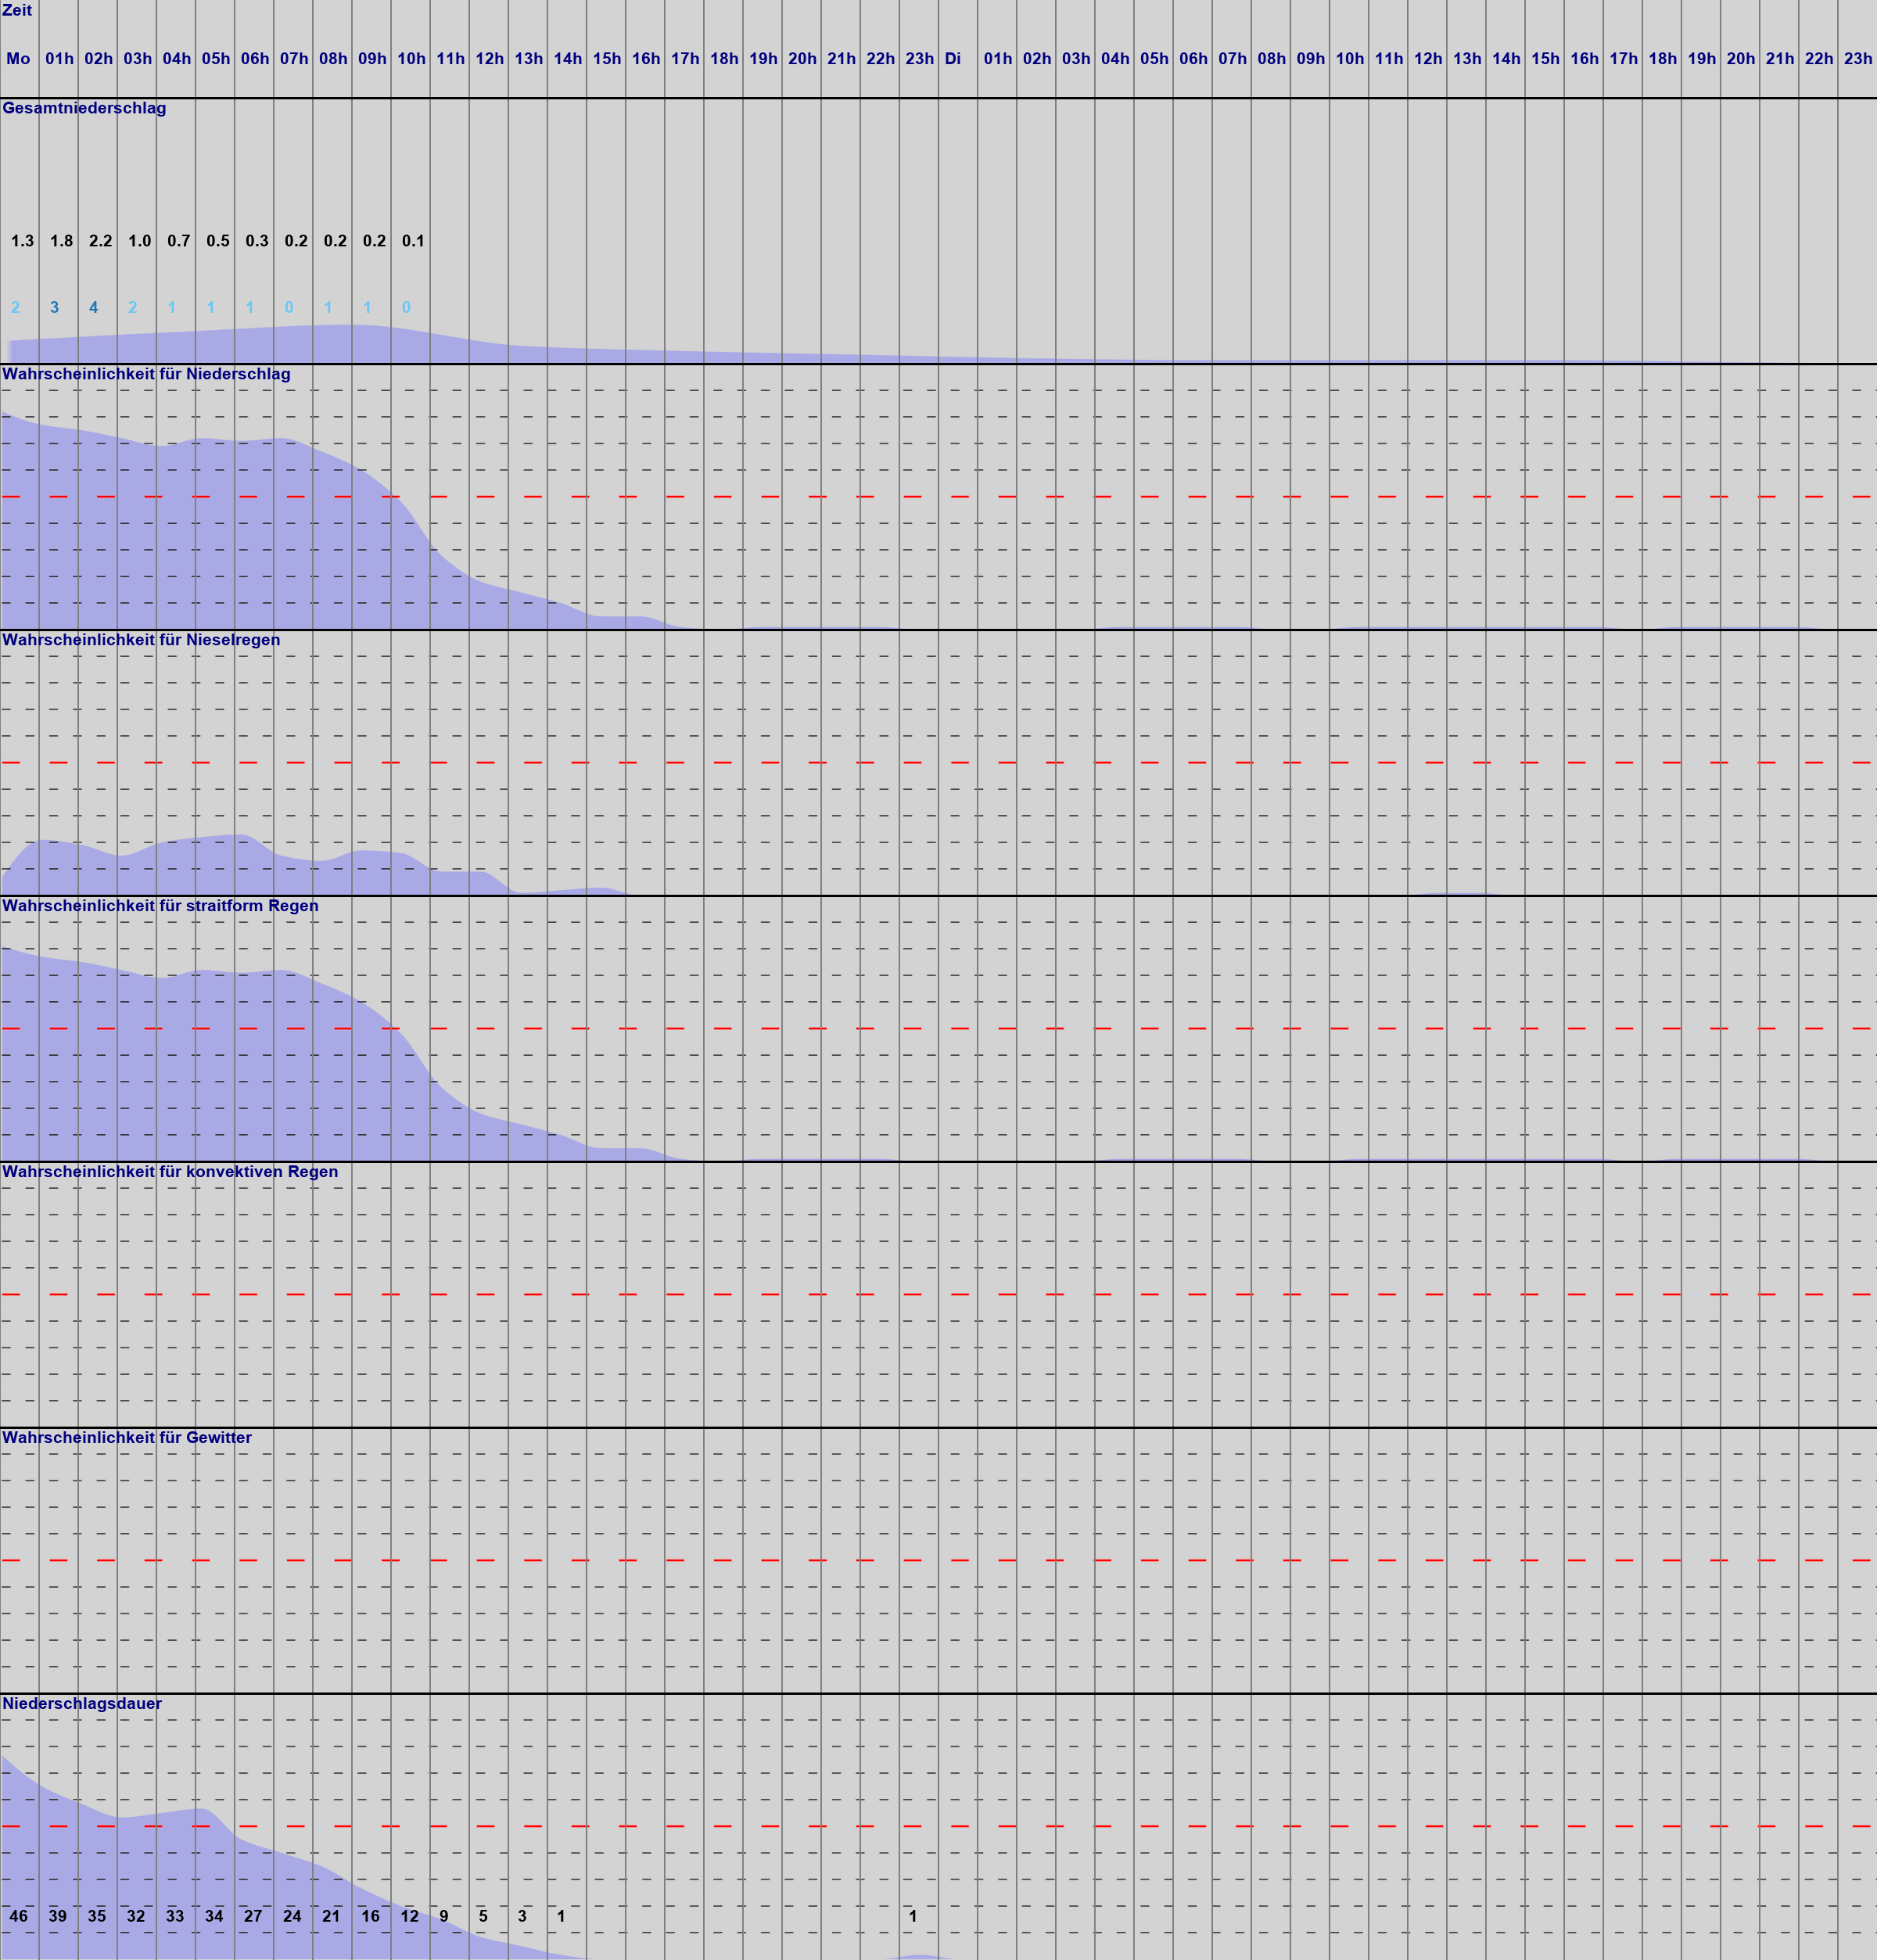 Zeit
Mo 01h 02h 03h 04h 05h 06h 07h 08h 09h 10h 11h 12h 13h 14h 15h 16h 17h 18h 19h 20h 21h 22h 23h Di 01h 02h 03h 04h 05h 06h 07h 08h 09h 10h 11h 12h 13h 14h 15h 16h 17h 18h 19h 20h 21h 22h 23h
Gesamtniederschlag
1.3 1.8 2.2 1.0 0.7 0.5 0.3 0.2 0.2 0.2 0.1
2 3 4 2 1 1 1 0 1 1 0
Wahrscheinlichkeit für Niederschlag
Wahrscheinlichkeit für Nieselregen
Wahrscheinlichkeit für straitform Regen
Wahrscheinlichkeit für konvektiven Regen
Wahrscheinlichkeit für Gewitter
Niederschlagsdauer
46 39 35 32 33 34 27 24 21 16 12 9 5 3 1 1